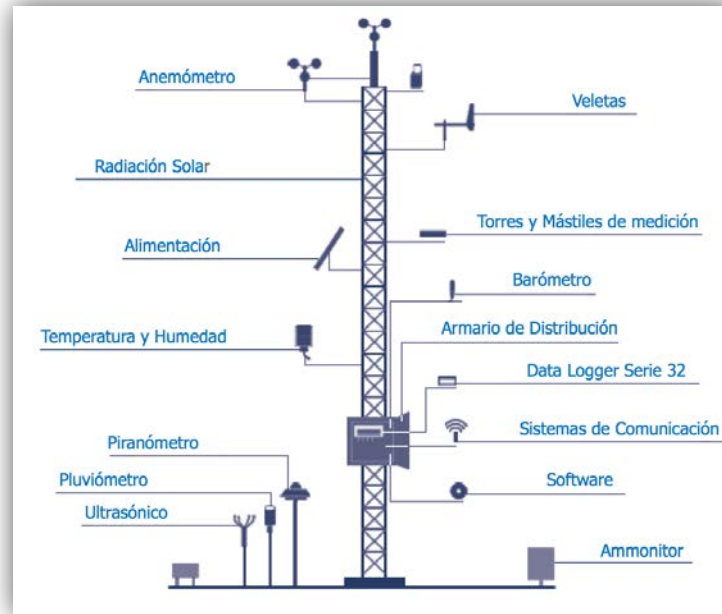 Anemómetro
Veletas
Radiación Solar
Torres y Mástiles de medición
Alimentación
Barómetro
Armario de Distribución
Temperatura y Humedad
Data Logger Serie 32
Sistemas de Comunicación
Piranómetro
Pluviómetro
Software
Ultrasónico
Ammonitor